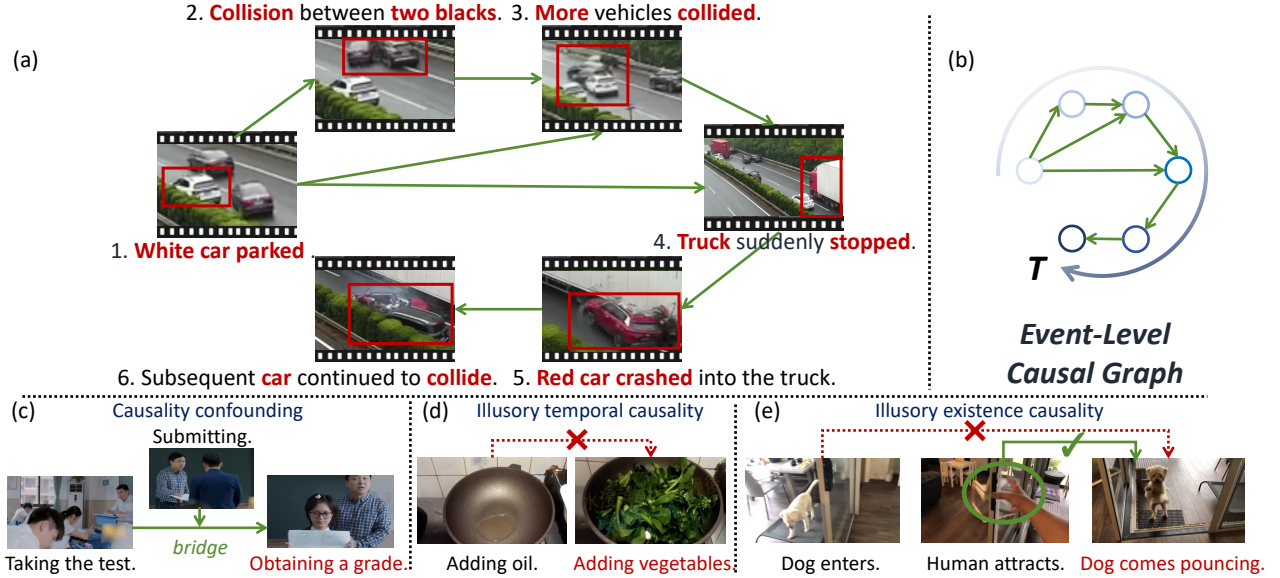 2. Collision between two blacks. 3. More vehicles collided.
(a)
(b)
1. White car parked .
4. Truck suddenly stopped.
T
Event-Level
Causal Graph
6. Subsequent car continued to collide. 5. Red car crashed into the truck.
(c) Causality confounding
Submitting.
bridge
Taking the test. Obtaining a grade.
(d) Illusory temporal causality
Adding oil. Adding vegetables.
(e) Illusory existence causality
Dog enters. Human attracts. Dog comes pouncing.